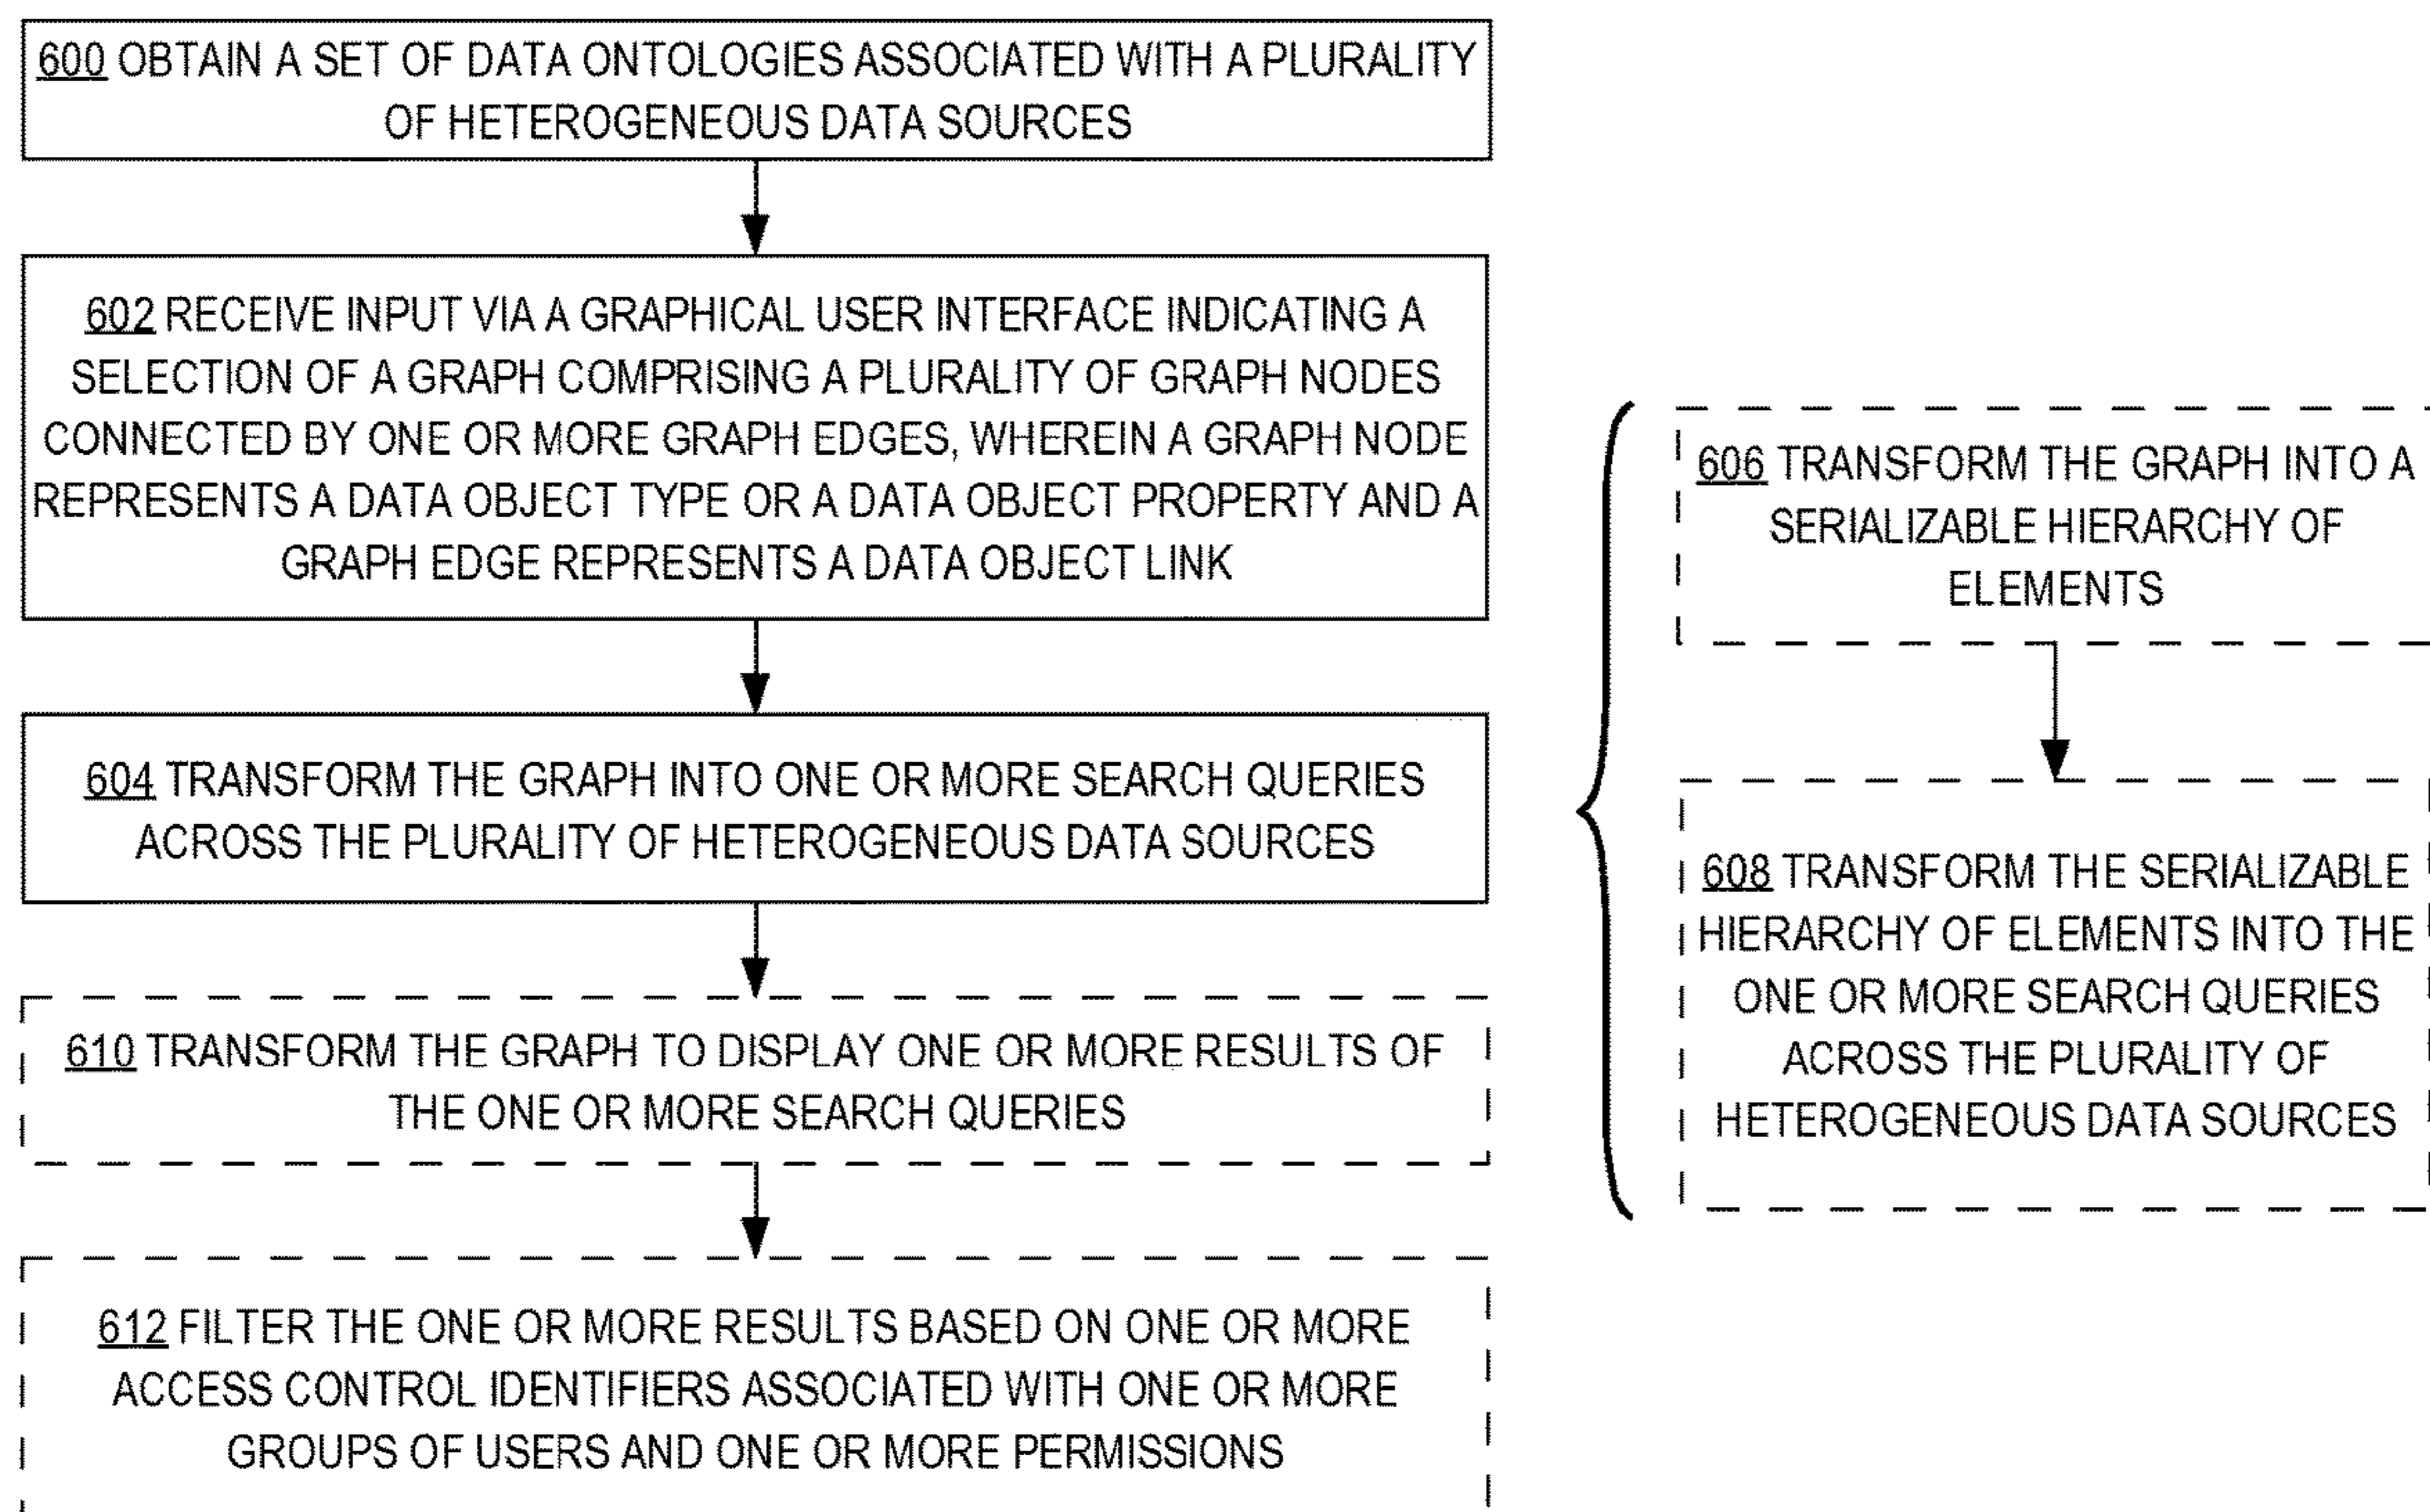 600 OBTAIN A SET OF DATA ONTOLOGIES ASSOCIATED WITH A PLURALITY
OF HETEROGENEOUS DATA SOURCES
602 RECEIVE INPUT VIA A GRAPHICAL USER INTERFACE INDICATING A
SELECTION OF A GRAPH COMPRISING A PLURALITY OF GRAPH NODES
CONNECTED BY ONE OR MORE GRAPH EDGES, WHEREIN A GRAPH NODE
REPRESENTS A DATA OBJECT TYPE OR A DATA OBJECT PROPERTY AND A
GRAPH EDGE REPRESENTS A DATA OBJECT LINK
604 TRANSFORM THE GRAPH INTO ONE OR MORE SEARCH QUERIES
ACROSS THE PLURALITY OF HETEROGENEOUS DATA SOURCES
606 TRANSFORM THE GRAPH INTO A
SERIALIZABLE HIERARCHY OF
ELEMENTS
608 TRANSFORM THE SERIALIZABLE
HIERARCHY OF ELEMENTS INTO THE
ONE OR MORE SEARCH QUERIES
ACROSS THE PLURALITY OF
HETEROGENEOUS DATA SOURCES
610 TRANSFORM THE GRAPH TO DISPLAY ONE OR MORE RESULTS OF
THE ONE OR MORE SEARCH QUERIES
612 FILTER THE ONE OR MORE RESULTS BASED ON ONE OR MORE
ACCESS CONTROL IDENTIFIERS ASSOCIATED WITH ONE OR MORE
GROUPS OF USERS AND ONE OR MORE PERMISSIONS